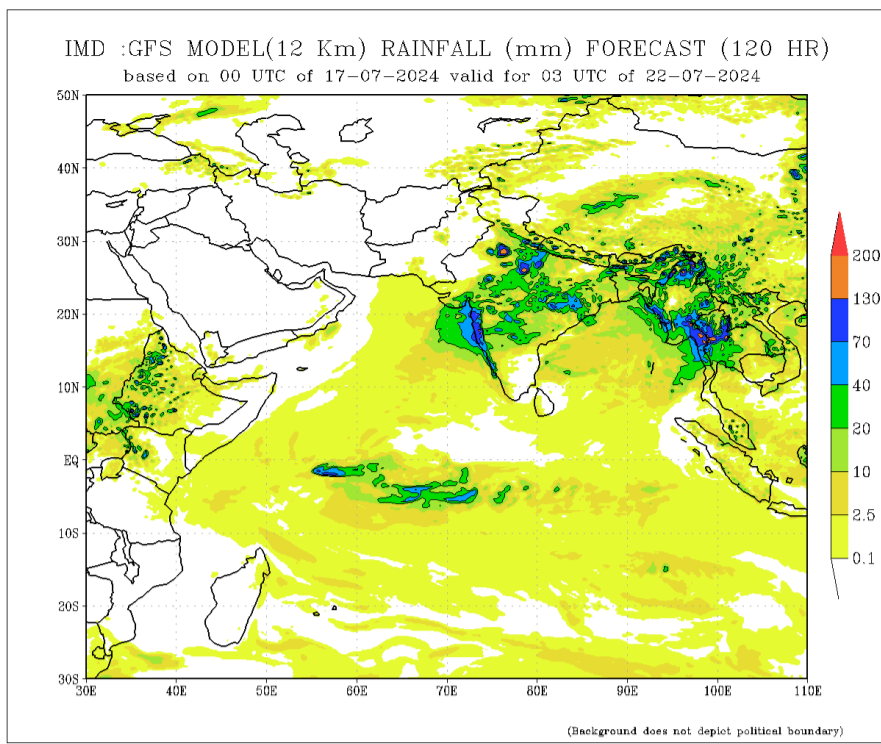 IMD :GFS MODEL(12 Km) RAINFALL (mm) FORECAST (120 HR)
based on 00 UTC of 17-07-2024 valid for 03 UTC of 22-07-2024
50N
40N
30N
20N
10N
EQ
10S
20S
30S
30E 40E 50E 60E 70E 80E 90E 100E 110E
200
130
70
40
20
10
2.5
0.1
(Background does not depict political boundary)